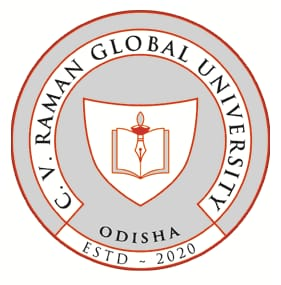 C. V. RAMAN GLOBAL UNIVERSITY
ODISHA
ESTD ~ 2020